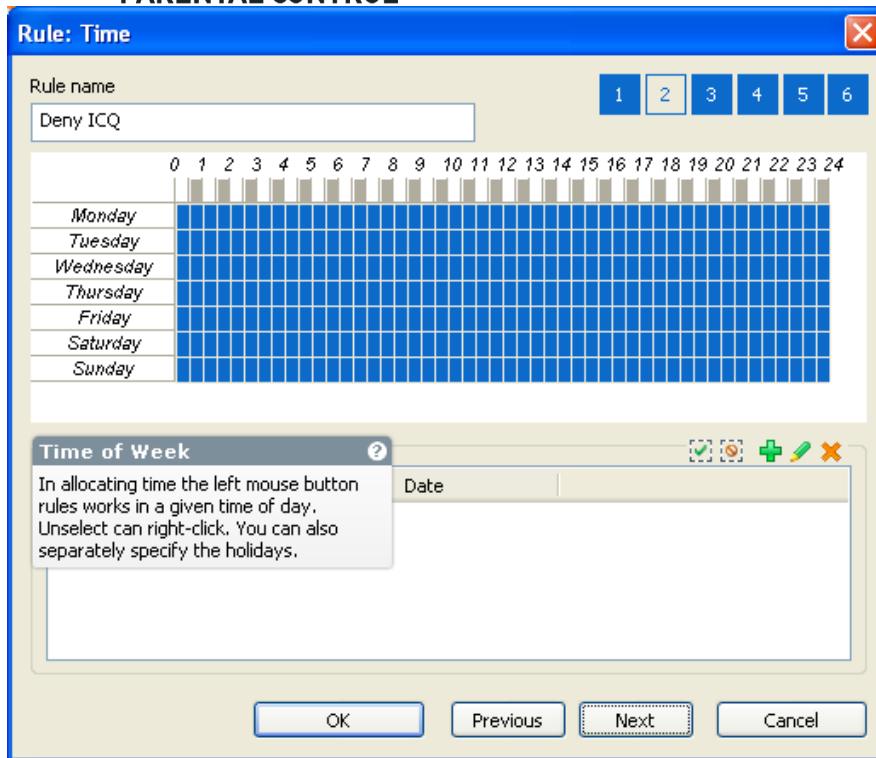 PARENTAL CONTROL
Rule: Time
Rule name
1 2 3 4 5 6
Deny ICQ
0 1 2 3 4 5 6 7 8 9 10 11 12 13 14 15 16 17 18 19 20 21 22 23 24
Monday
Tuesday
Wednesday
Thursday
Friday
Saturday
Sunday
Time of Week ?
In allocating time the left mouse button
rules works in a given time of day.
Unselect can right-click. You can also
separately specify the holidays.
Date
OK Previous Next Cancel